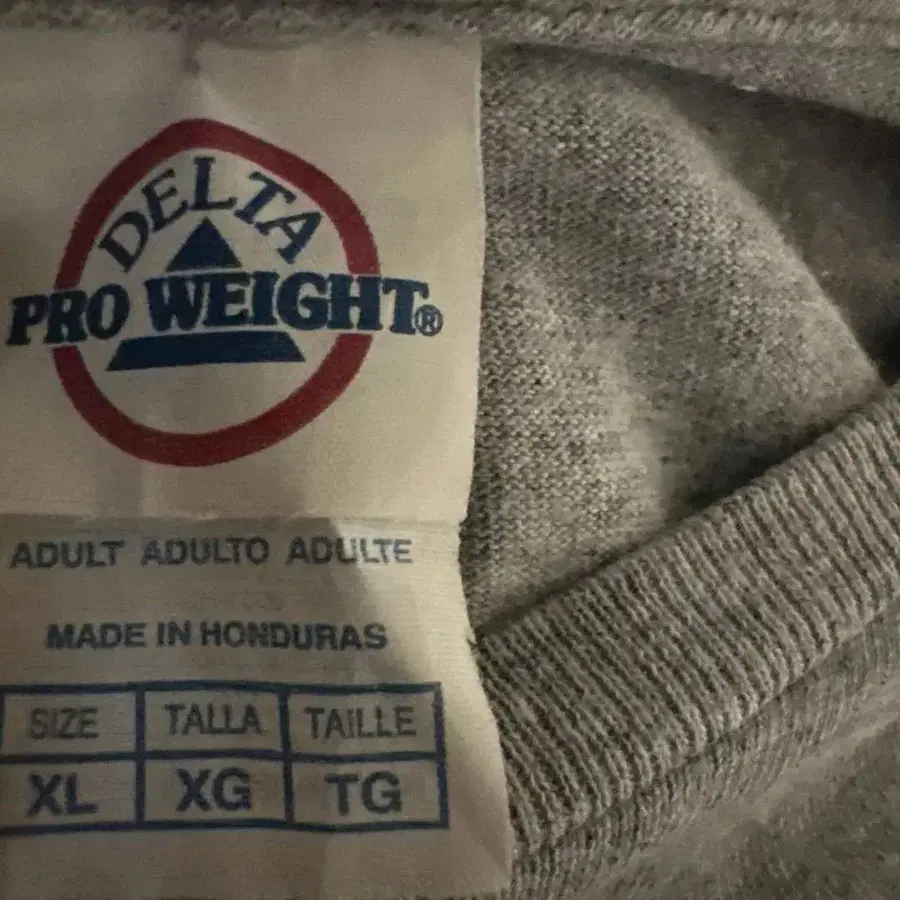 DELTA
PRO WEIGHT®
ADULT ADULTO ADULTE
MADE IN HONDURAS
SIZE TALLA TAILLE
XL XG TG